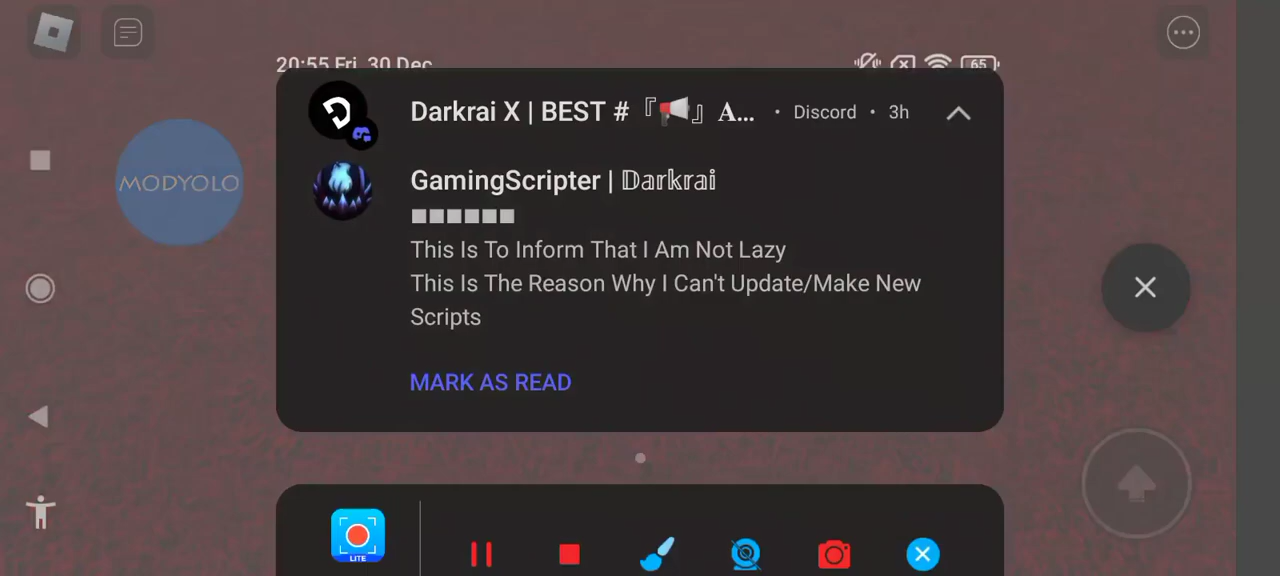 20:55 Fri, 30 Dec
65
Darkrai X | BEST # 『📢』 𝐀... • Discord • 3h
MODYOLO
GamingScripter | 𝔻𝕒𝕣𝕜𝕣𝕒𝕚
■■■■■■
This Is To Inform That I Am Not Lazy
This Is The Reason Why I Can't Update/Make New
Scripts
MARK AS READ
LITE